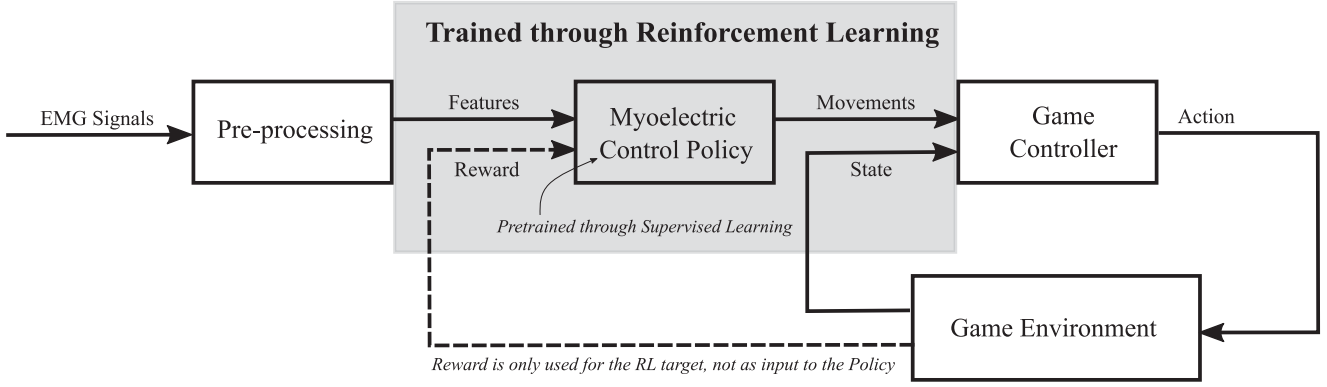 Trained through Reinforcement Learning
EMG Signals
Pre-processing
Features
Reward
Myoelectric
Control Policy
Pretrained through Supervised Learning
Movements
State
Game
Controller
Action
Game Environment
Reward is only used for the RL target, not as input to the Policy